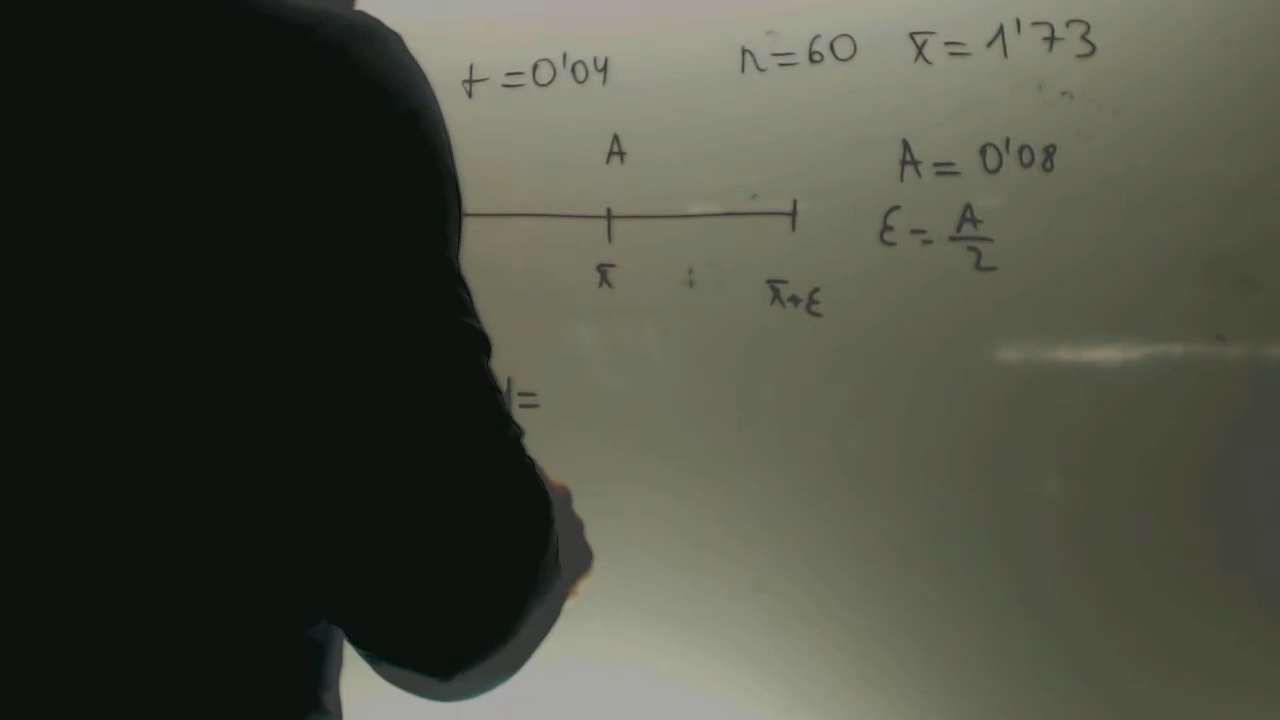 =0'04 n=60 x̄=1'73
A
A=0'08
ε=A/2
x̄
x̄+ε
=